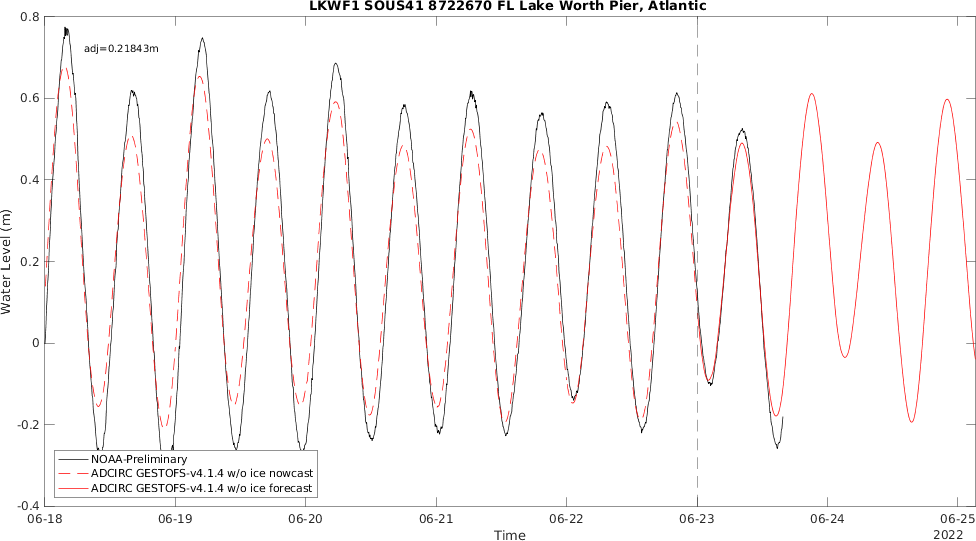 LKWF1 SOUS41 8722670 FL Lake Worth Pier, Atlantic
0.8
adj=0.21843m
0.6
0.4
0.2
0
-0.2
-0.4
Water Level (m)
NOAA-Preliminary
ADCIRC GESTOFS-v4.1.4 w/o ice nowcast
ADCIRC GESTOFS-v4.1.4 w/o ice forecast
06-18 06-19 06-20 06-21 06-22 06-23 06-24 06-25
Time
2022